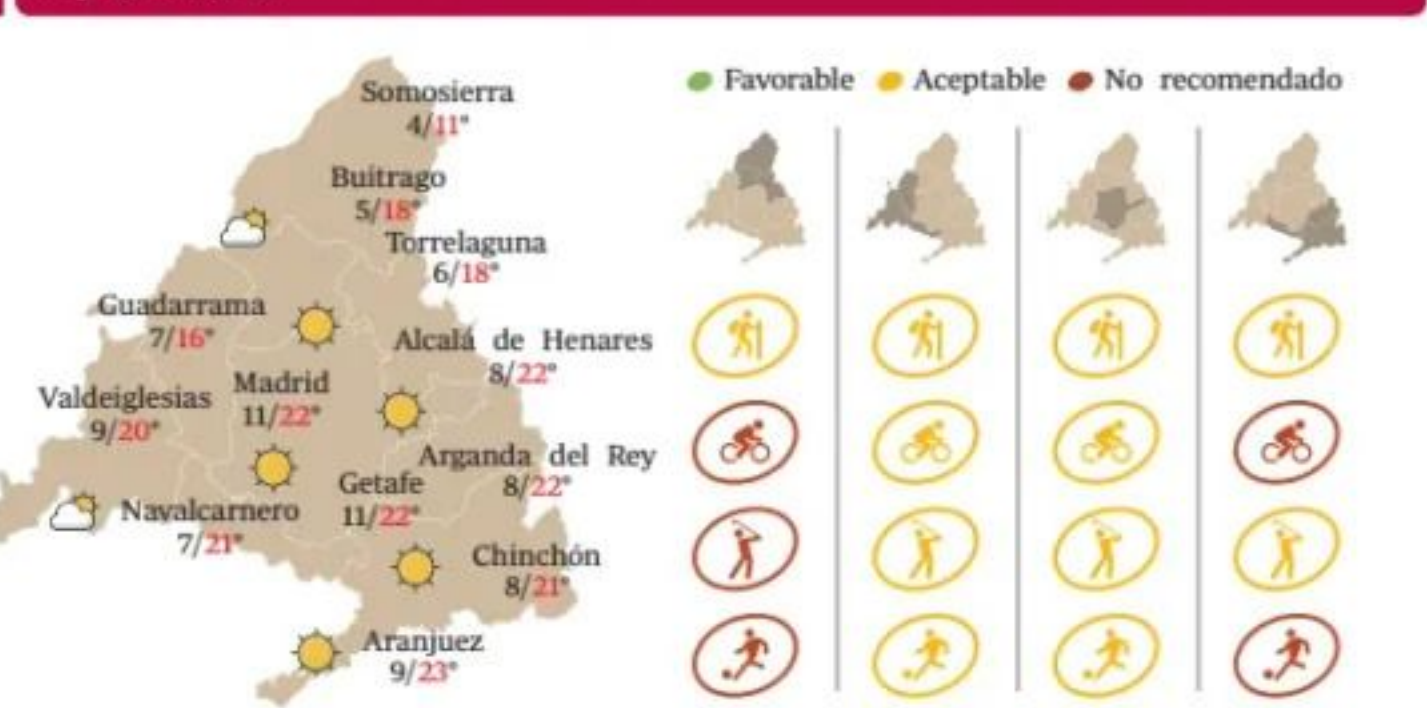 Somosierra
4/11°
Buitrago
5/18°
Torrelaguna
6/18°
Guadarrama
7/16°
Alcalá de Henares
8/22°
Valdeiglesias
9/20°
Madrid
11/22°
Arganda del Rey
8/22°
Getafe
11/22°
Navalcarnero
7/21°
Chinchón
8/21°
Aranjuez
9/23°
Favorable
Aceptable
No recomendado